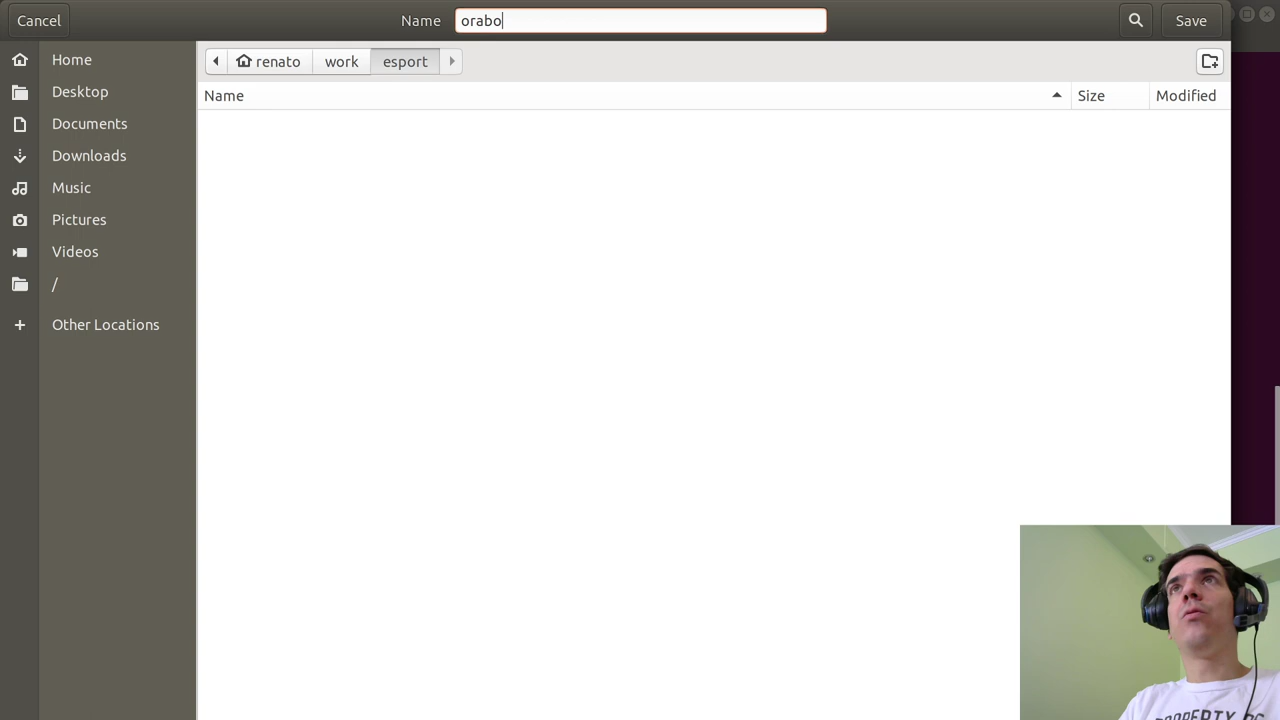 Cancel
Name
orabo
Save
Home
Desktop
Documents
Downloads
Music
Pictures
Videos
/
Other Locations
renato
work
esport
Name
Size
Modified
PROPERTY